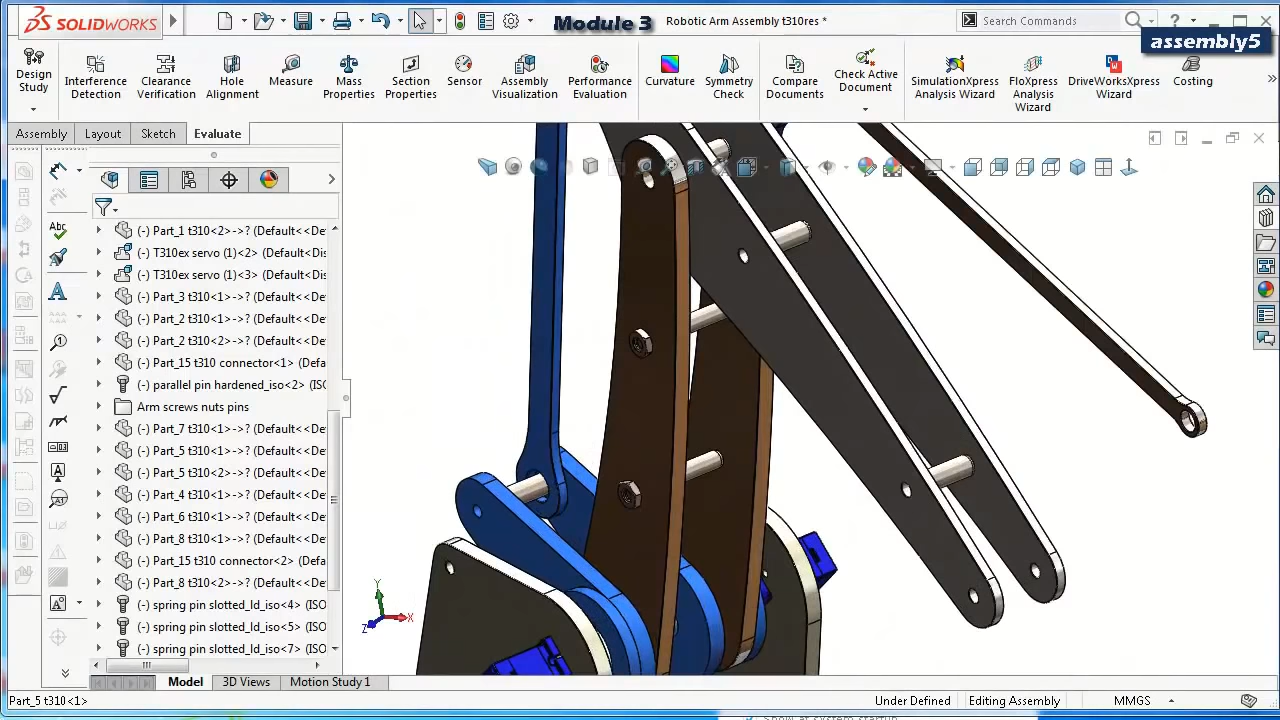 SOLIDWORKS
Module 3
Robotic Arm Assembly t310res *
Search Commands
?
assembly5
Design Study
Interference Detection
Clearance Verification
Hole Alignment
Measure
Mass Properties
Section Properties
Sensor
Assembly Visualization
Performance Evaluation
Curvature
Symmetry Check
Compare Documents
Check Active Document
SimulationXpress Analysis Wizard
FloXpress Analysis Wizard
DriveWorksXpress Wizard
Costing
Assembly
Layout
Sketch
Evaluate
(-) Part_1 t310<2>->? (Default<<De
(-) T310ex servo (1)<2> (Default<Dis
(-) T310ex servo (1)<3> (Default<Dis
(-) Part_3 t310<1>->? (Default<<De
(-) Part_2 t310<1>->? (Default<<De
(-) Part_2 t310<2>->? (Default<<De
(-) Part_15 t310 connector<1> (Defa
(-) parallel pin hardened_iso<2> (ISO
Arm screws nuts pins
(-) Part_7 t310<1>->? (Default<<De
(-) Part_5 t310<1>->? (Default<<De
(-) Part_5 t310<2>->? (Default<<De
(-) Part_4 t310<1>->? (Default<<De
(-) Part_6 t310<1>->? (Default<<De
(-) Part_8 t310<1>->? (Default<<De
(-) Part_15 t310 connector<2> (Defa
(-) Part_8 t310<2>->? (Default<<De
(-) spring pin slotted_ld_iso<4> (ISO
(-) spring pin slotted_ld_iso<5> (ISO
(-) spring pin slotted_ld_iso<7> (ISO
Abc
Y
X
Z
Model
3D Views
Motion Study 1
Part_5 t310<1>
Under Defined
Editing Assembly
MMGS
Show at system startup